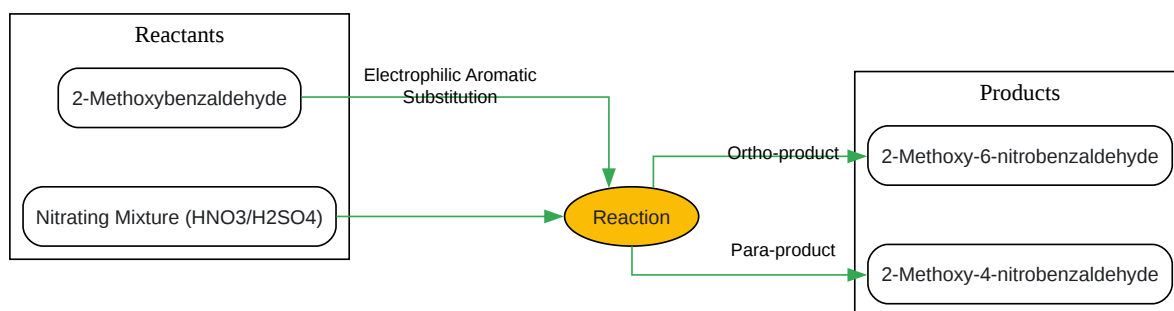 Reactants
2-Methoxybenzaldehyde
Nitrating Mixture (HNO3/H2SO4)
Electrophilic Aromatic
Substitution
Reaction
Ortho-product
Para-product
Products
2-Methoxy-6-nitrobenzaldehyde
2-Methoxy-4-nitrobenzaldehyde